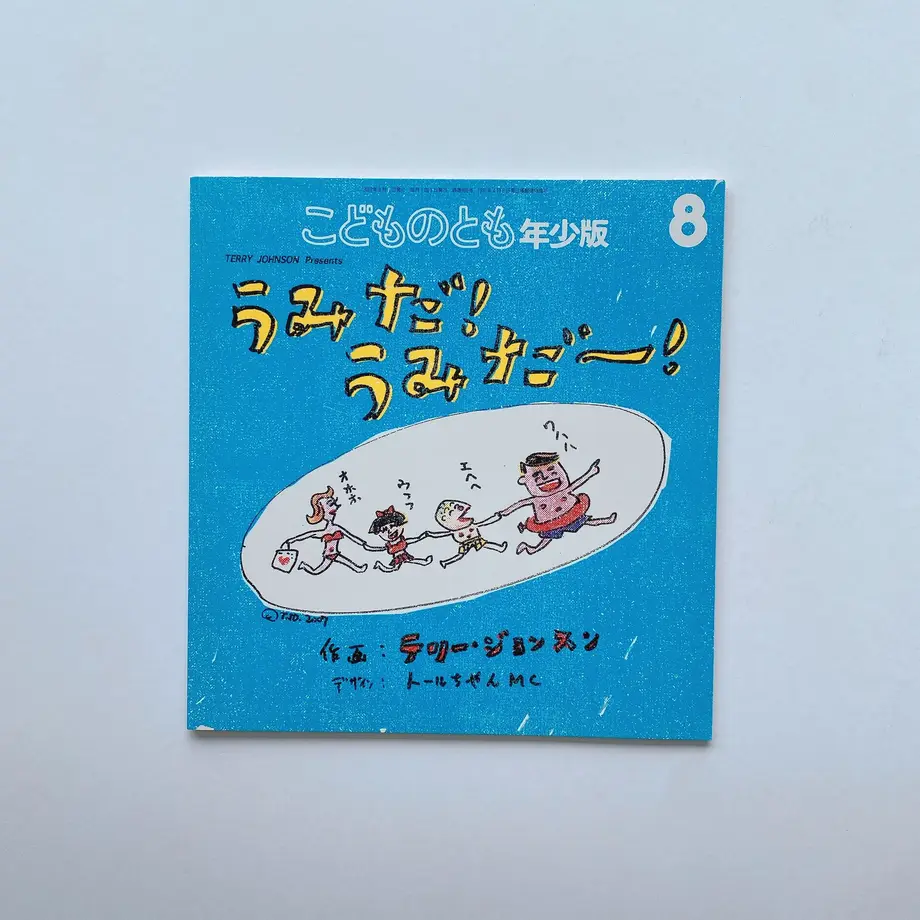 こどものとも 年少版 8
TERRY JOHNSON Presents
うみだ!
うみだ〜!
オホホ
ウフフ
エヘヘ
ワハハ
作画:テリー・ジョンスン
デザイン:トールちゃんMC